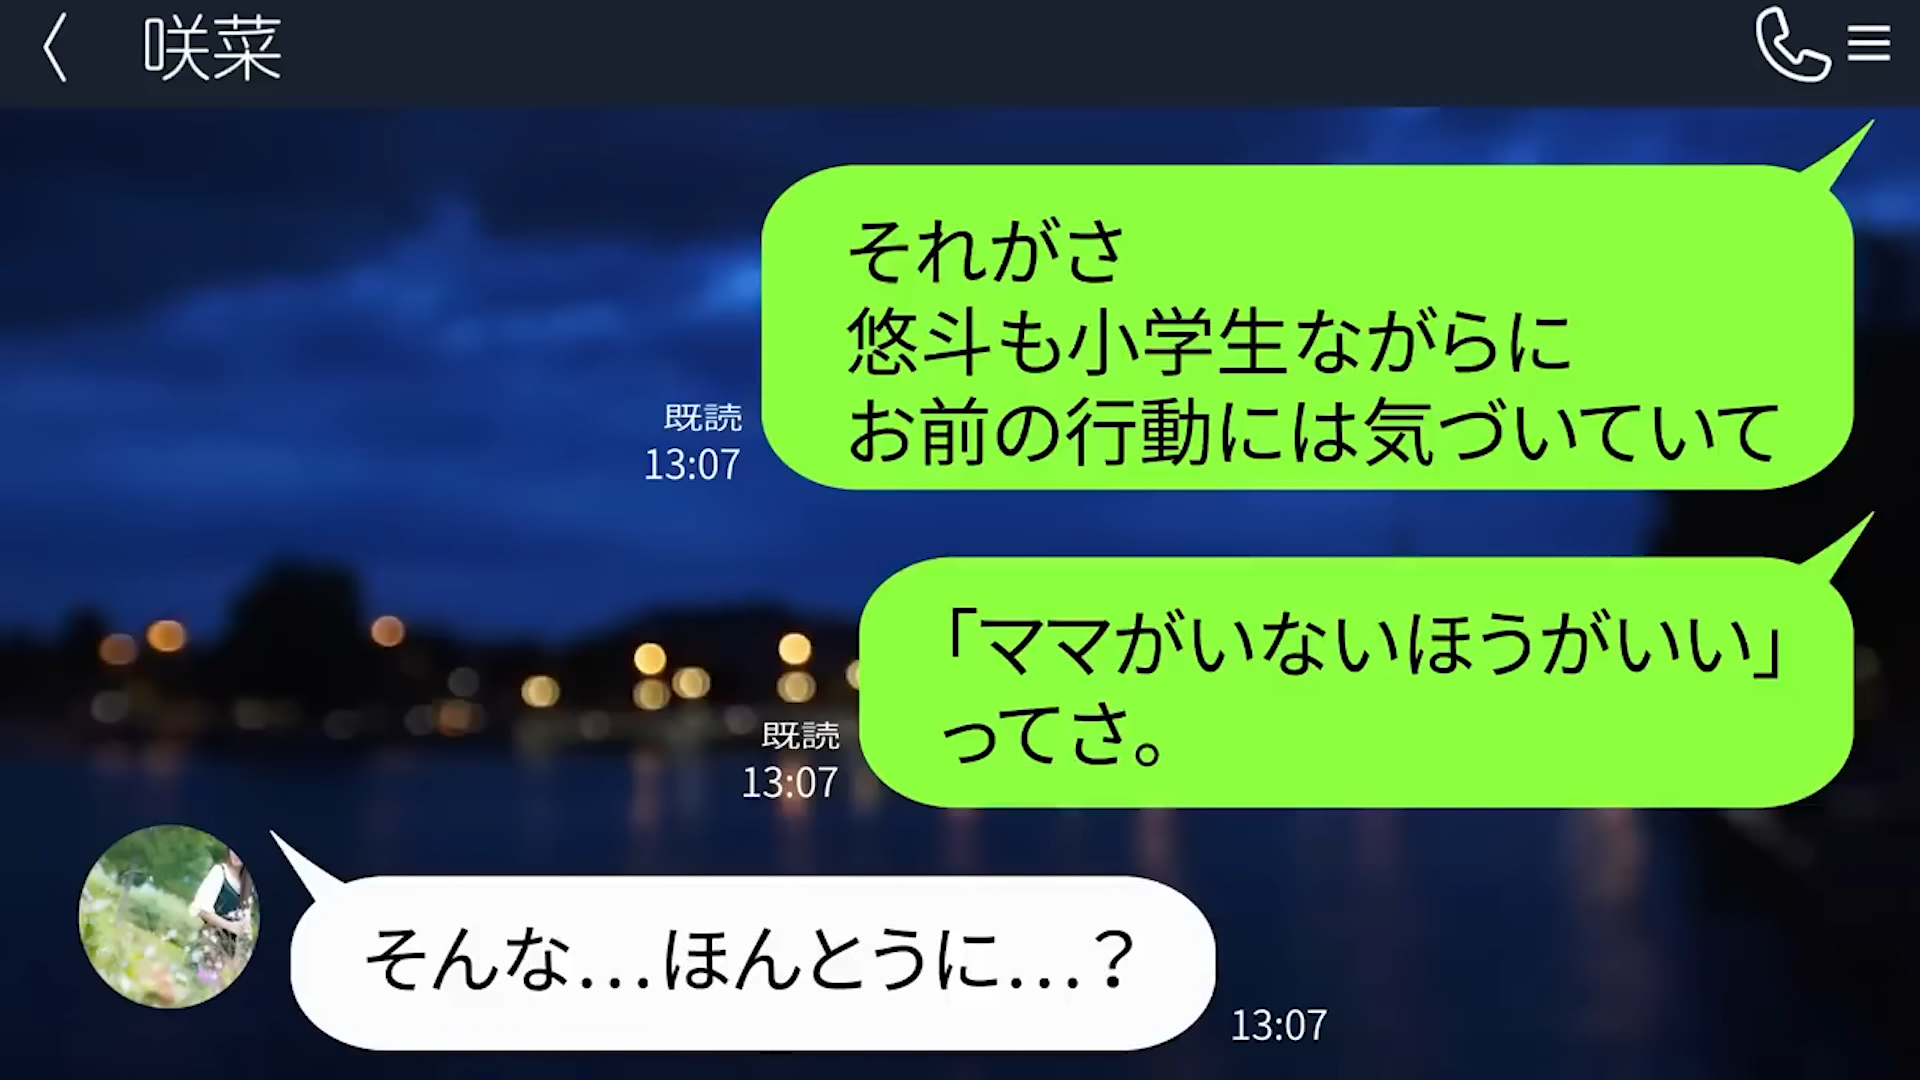 咲菜
それがさ
悠斗も小学生ながらに
お前の行動には気づいていて
既読
13:07
「ママがいないほうがいい」
ってさ。
既読
13:07
そんな…ほんとうに…？
13:07